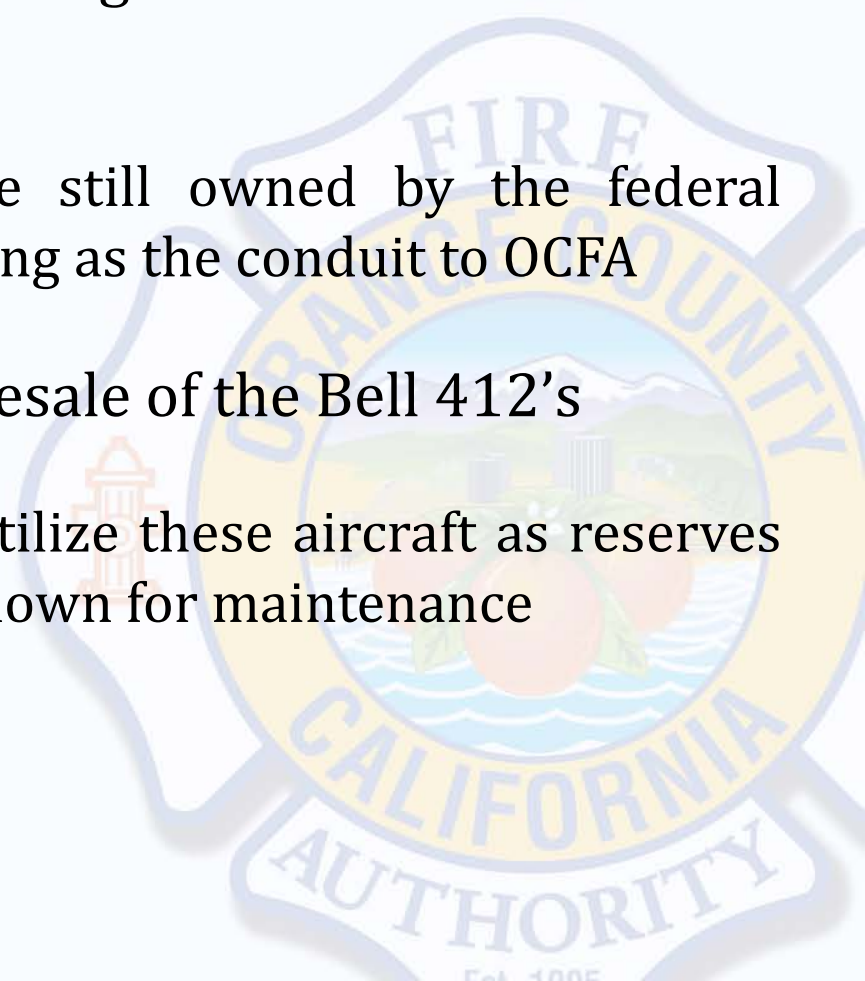 FIRE
e still owned by the federal
ng as the conduit to OCFA
ORANGE COUNTY
esale of the Bell 412’s
tilize these aircraft as reserves
own for maintenance
CALIFORNIA
AUTHORITY